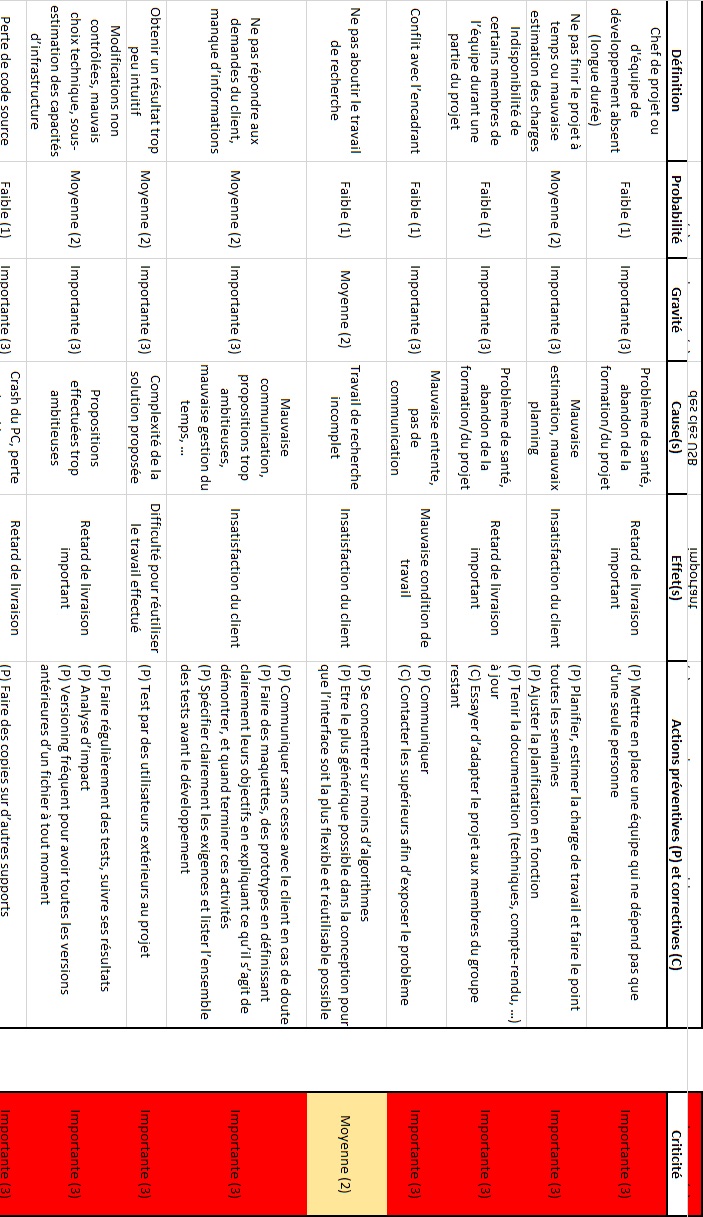 des clés USB
important
Définition
Probabilité
Gravité
Cause(s)
Effet(s)
Actions préventives (P) et correctives (C)
Criticité
Chef de projet ou
d'équipe de
développement absent
(longue durée)
Faible (1)
Importante (3)
Problème de santé,
abandon de la
formation/du projet
Retard de livraison
important
(P) Mettre en place une équipe qui ne dépend pas que
d'une seule personne
Importante (3)
Ne pas finir le projet à
temps ou mauvaise
estimation des charges
Moyenne (2)
Importante (3)
Mauvaise
estimation, mauvaix
planning
Insatisfaction du client
(P) Planifier, estimer la charge de travail et faire le point
toutes les semaines
(P) Ajuster la planification en fonction
Importante (3)
Indisponibilité de
certains membres de
l'équipe durant une
partie du projet
Faible (1)
Importante (3)
Problème de santé,
abandon de la
formation/du projet
Retard de livraison
important
(P) Tenir la documentation (techniques, compte-rendu, …)
à jour
(C) Essayer d'adapter le projet aux membres du groupe
restant
Importante (3)
Conflit avec l'encadrant
Faible (1)
Importante (3)
Mauvaise entente,
pas de
communication
Mauvaise condition de
travail
(P) Communiquer
(C) Contacter les supérieurs afin d'exposer le problème
Importante (3)
Ne pas aboutir le travail
de recherche
Faible (1)
Moyenne (2)
Travail de recherche
incomplet
Insatisfaction du client
(P) Se concentrer sur moins d'algorithmes
(P) Etre le plus générique possible dans la conception pour
que l'interface soit la plus flexible et réutilisable possible
Moyenne (2)
Ne pas répondre aux
demandes du client,
manque d'informations
Moyenne (2)
Importante (3)
Mauvaise
communication,
propositions trop
ambitieuses,
mauvaise gestion du
temps, …
Insatisfaction du client
(P) Communiquer sans cesse avec le client en cas de doute
(P) Faire des maquettes, des prototypes en définissant
clairement leurs objectifs en expliquant ce qu'il s'agit de
démontrer, et quand terminer ces activités
(P) Spécifier clairement les exigences et lister l'ensemble
des tests avant le développement
Importante (3)
Obtenir un résultat trop
peu intuitif
Moyenne (2)
Importante (3)
Complexité de la
solution proposée
Difficulté pour réutiliser
le travail effectué
(P) Test par des utilisateurs extérieurs au projet
Importante (3)
Modifications non
contrôlées, mauvais
choix technique, sous-
estimation des capacités
d'infrastructure
Moyenne (2)
Importante (3)
Propositions
effectuées trop
ambitieuses
Retard de livraison
important
(P) Faire régulièrement des tests, suivre ses résultats
(P) Analyse d'impact
(P) Versioning fréquent pour avoir toutes les versions
antérieures d'un fichier à tout moment
Importante (3)
Perte de code source
Faible (1)
Importante (3)
Crash du PC, perte
Retard de livraison
(P) Faire des copies sur d'autres supports
Importante (3)